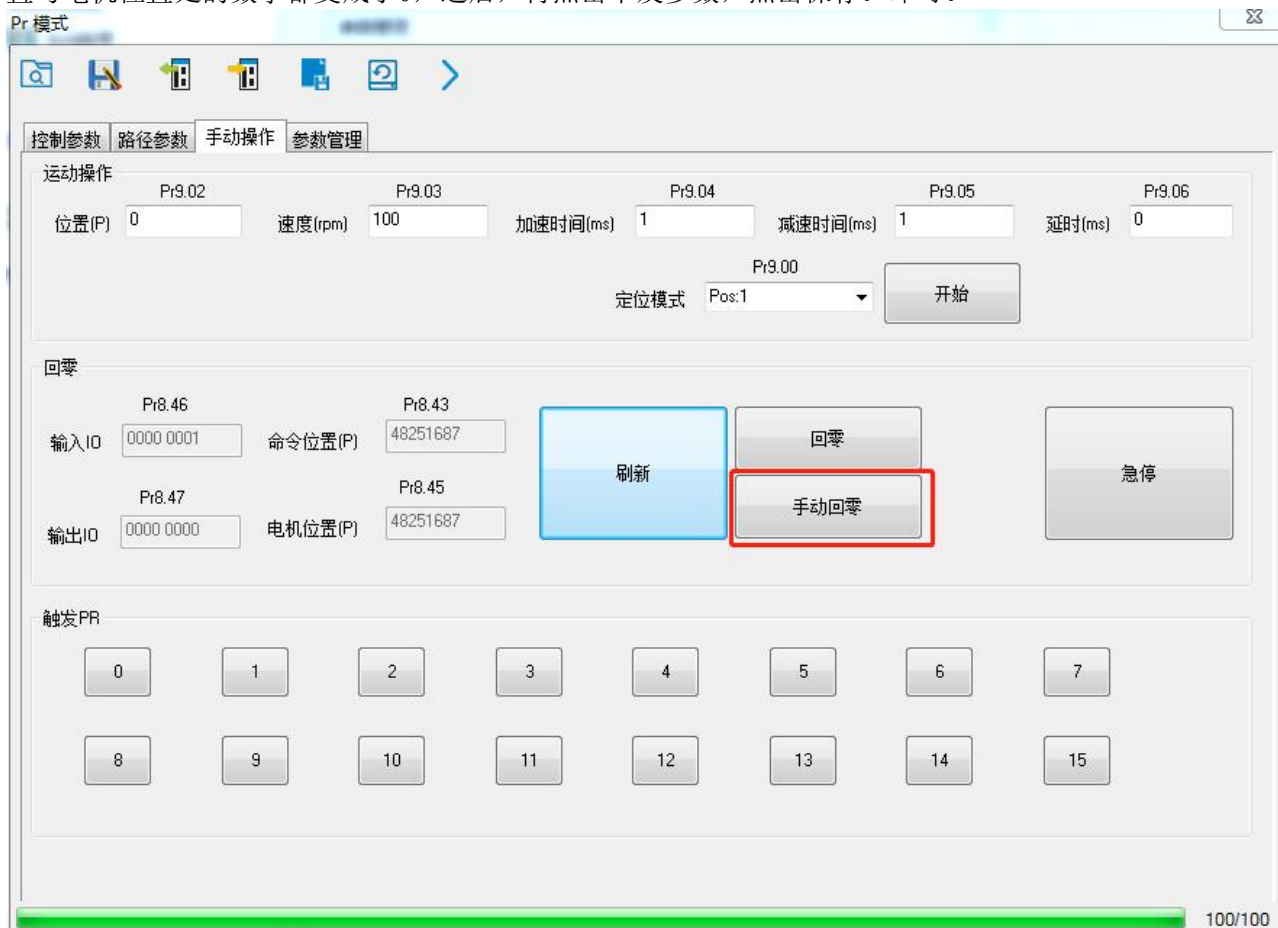 Pr 模式
控制参数 路径参数 手动操作 参数管理
运动操作
Pr9.02 Pr9.03 Pr9.04 Pr9.05 Pr9.06
位置(P) 0 速度(rpm) 100 加速时间(ms) 1 减速时间(ms) 1 延时(ms) 0
Pr9.00
定位模式 Pos:1 开始
回零
Pr8.46 Pr8.43
输入IO 0000 0001 命令位置(P) 48251687
刷新 回零 手动回零 急停
Pr8.47 Pr8.45
输出IO 0000 0000 电机位置(P) 48251687
触发PR
0 1 2 3 4 5 6 7
8 9 10 11 12 13 14 15
100/100